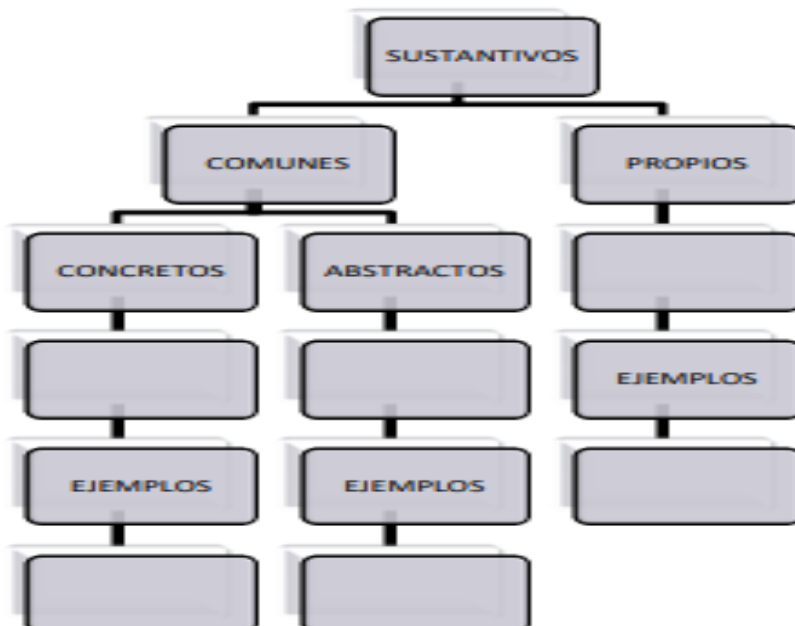 SUSTANTIVOS
COMUNES
PROPIOS
CONCRETOS
ABSTRACTOS
EJEMPLOS
EJEMPLOS
EJEMPLOS